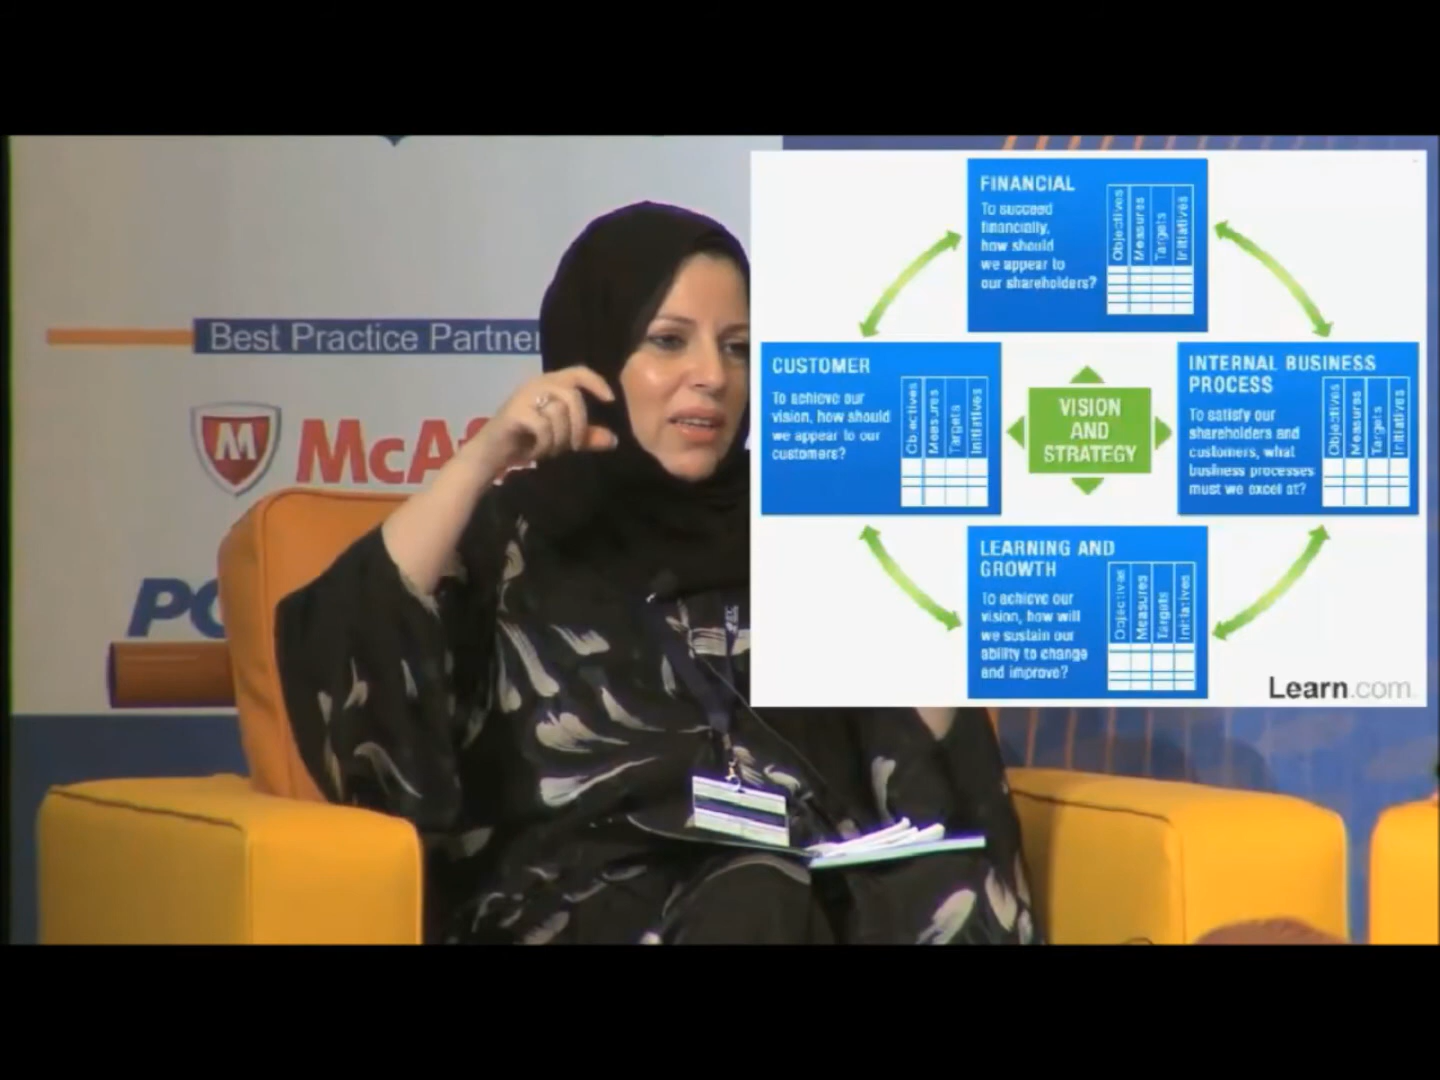 Best Practice Partner
M
McAf
PC
FINANCIAL
To succeed
financially,
how should
we appear to
our shareholders?
Objectives
Measures
Targets
Initiatives
CUSTOMER
To achieve our
vision, how should
we appear to our
customers?
Objectives
Measures
Targets
Initiatives
VISION
AND
STRATEGY
INTERNAL BUSINESS
PROCESS
To satisfy our
shareholders and
customers, what
business processes
must we excel at?
Objectives
Measures
Targets
Initiatives
LEARNING AND
GROWTH
To achieve our
vision, how will
we sustain our
ability to change
and improve?
Objectives
Measures
Targets
Initiatives
Learn.com